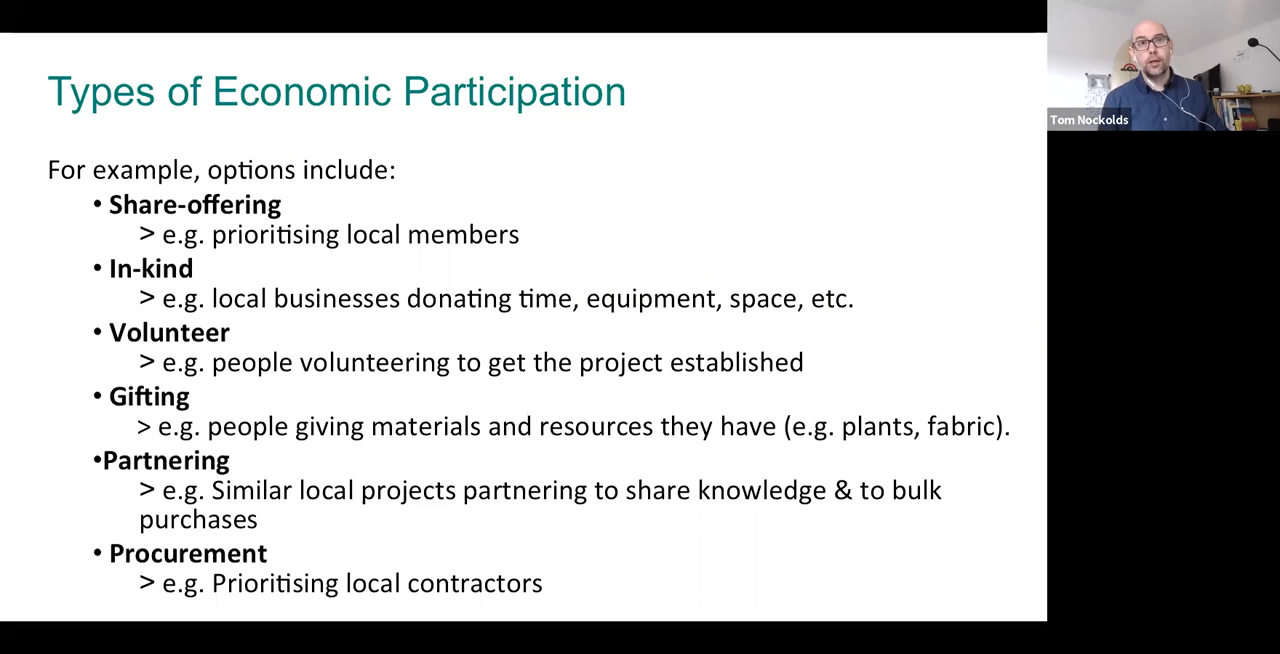 Types of Economic Participation
Tom Nockolds
For example, options include:
• Share-offering
> e.g. prioritising local members
• In-kind
> e.g. local businesses donating time, equipment, space, etc.
• Volunteer
> e.g. people volunteering to get the project established
• Gifting
> e.g. people giving materials and resources they have (e.g. plants, fabric).
•Partnering
> e.g. Similar local projects partnering to share knowledge & to bulk
purchases
• Procurement
> e.g. Prioritising local contractors